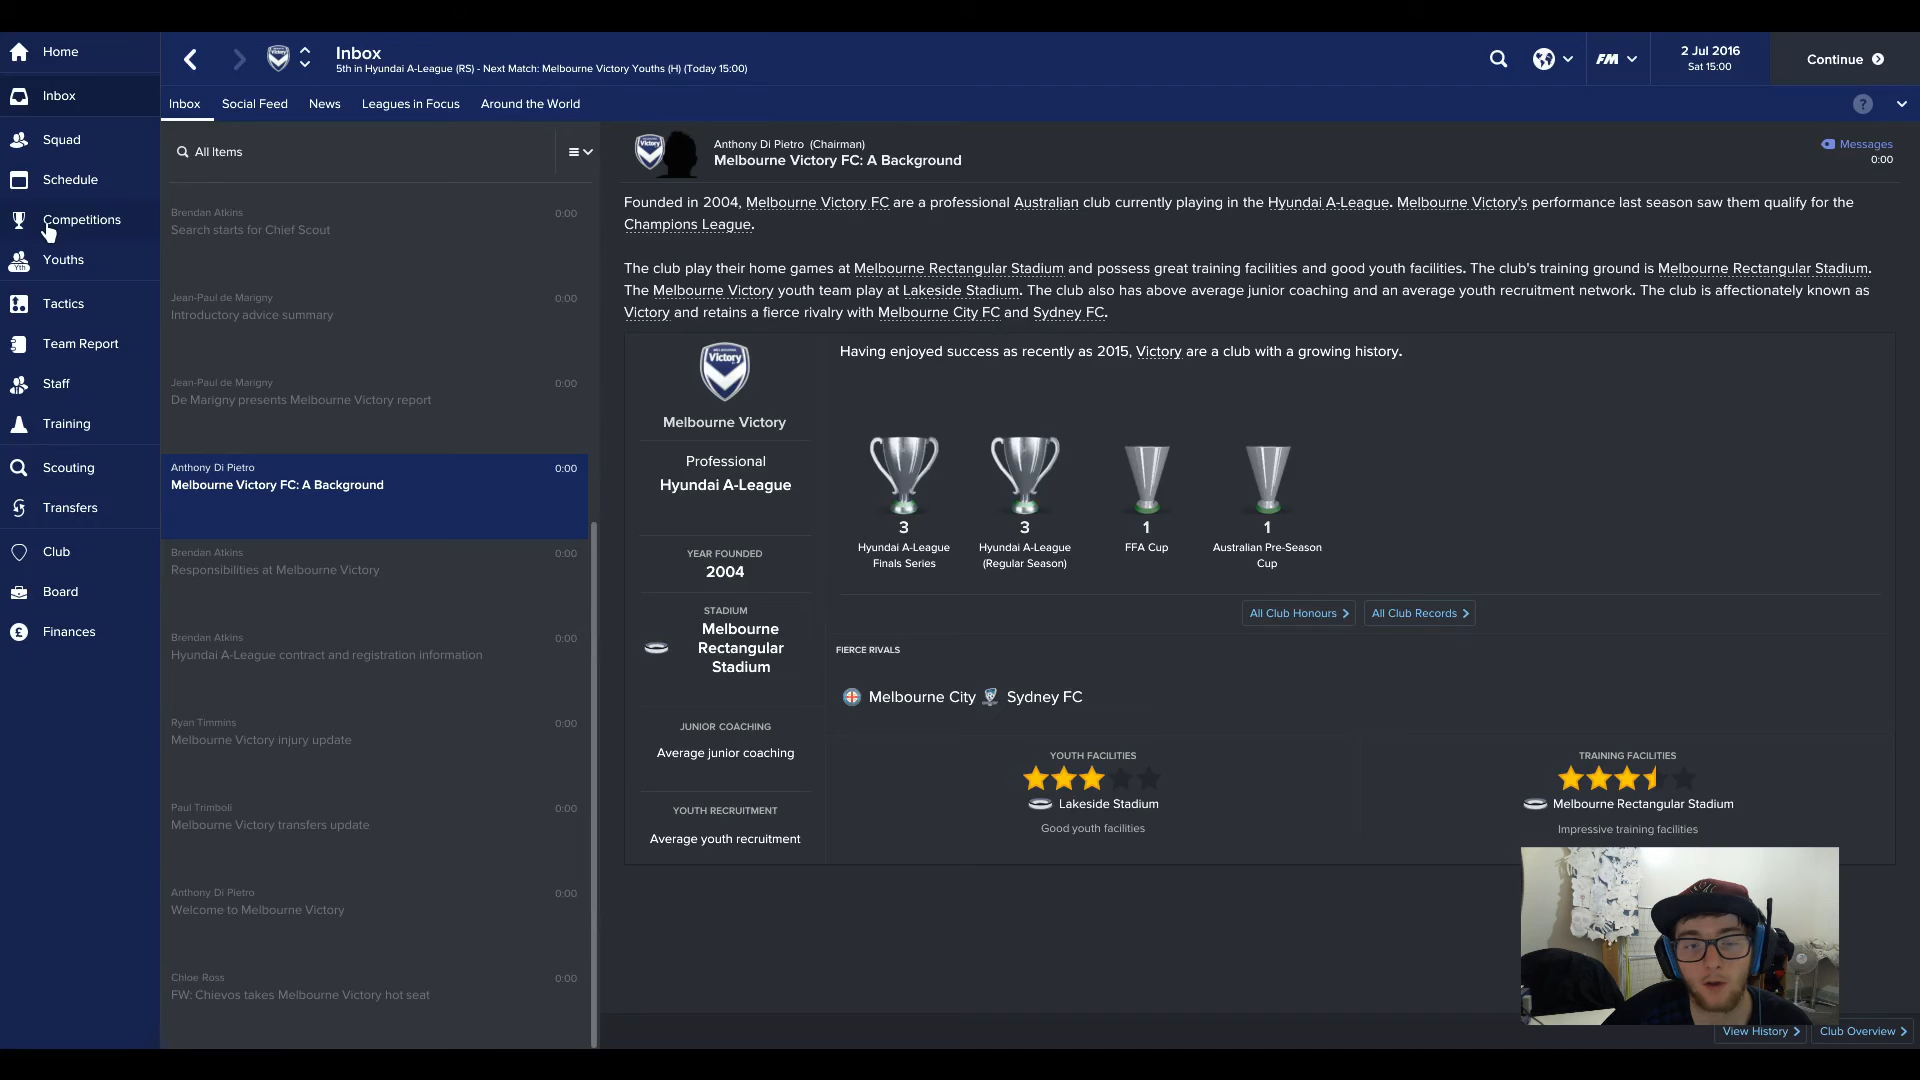 Home
Inbox
Squad
Schedule
Competitions
Youths
Tactics
Team Report
Staff
Training
Scouting
Transfers
Club
Board
Finances
Inbox
5th in Hyundai A-League (RS) - Next Match: Melbourne Victory Youths (H) (Today 15:00)
FM
2 Jul 2016
Sat 15:00
Continue
Inbox Social Feed News Leagues in Focus Around the World
?
All Items
Brendan Atkins 0:00
Search starts for Chief Scout
Jean-Paul de Marigny 0:00
Introductory advice summary
Jean-Paul de Marigny 0:00
De Marigny presents Melbourne Victory report
Anthony Di Pietro 0:00
Melbourne Victory FC: A Background
Brendan Atkins 0:00
Responsibilities at Melbourne Victory
Brendan Atkins 0:00
Hyundai A-League contract and registration information
Ryan Timmins 0:00
Melbourne Victory injury update
Paul Trimboli 0:00
Melbourne Victory transfers update
Anthony Di Pietro 0:00
Welcome to Melbourne Victory
Chloe Ross 0:00
FW: Chievos takes Melbourne Victory hot seat
Anthony Di Pietro (Chairman)
Melbourne Victory FC: A Background
Messages
0:00
Founded in 2004, Melbourne Victory FC are a professional Australian club currently playing in the Hyundai A-League. Melbourne Victory's performance last season saw them qualify for the
Champions League.
The club play their home games at Melbourne Rectangular Stadium and possess great training facilities and good youth facilities. The club's training ground is Melbourne Rectangular Stadium.
The Melbourne Victory youth team play at Lakeside Stadium. The club also has above average junior coaching and an average youth recruitment network. The club is affectionately known as
Victory and retains a fierce rivalry with Melbourne City FC and Sydney FC.
Victory
Melbourne Victory
Professional
Hyundai A-League
YEAR FOUNDED
2004
STADIUM
Melbourne
Rectangular
Stadium
JUNIOR COACHING
Average junior coaching
YOUTH RECRUITMENT
Average youth recruitment
Having enjoyed success as recently as 2015, Victory are a club with a growing history.
3 3 1 1
Hyundai A-League Hyundai A-League FFA Cup Australian Pre-Season
Finals Series (Regular Season) Cup
All Club Honours All Club Records
FIERCE RIVALS
Melbourne City Sydney FC
YOUTH FACILITIES
Lakeside Stadium
Good youth facilities
TRAINING FACILITIES
Melbourne Rectangular Stadium
Impressive training facilities
View History Club Overview